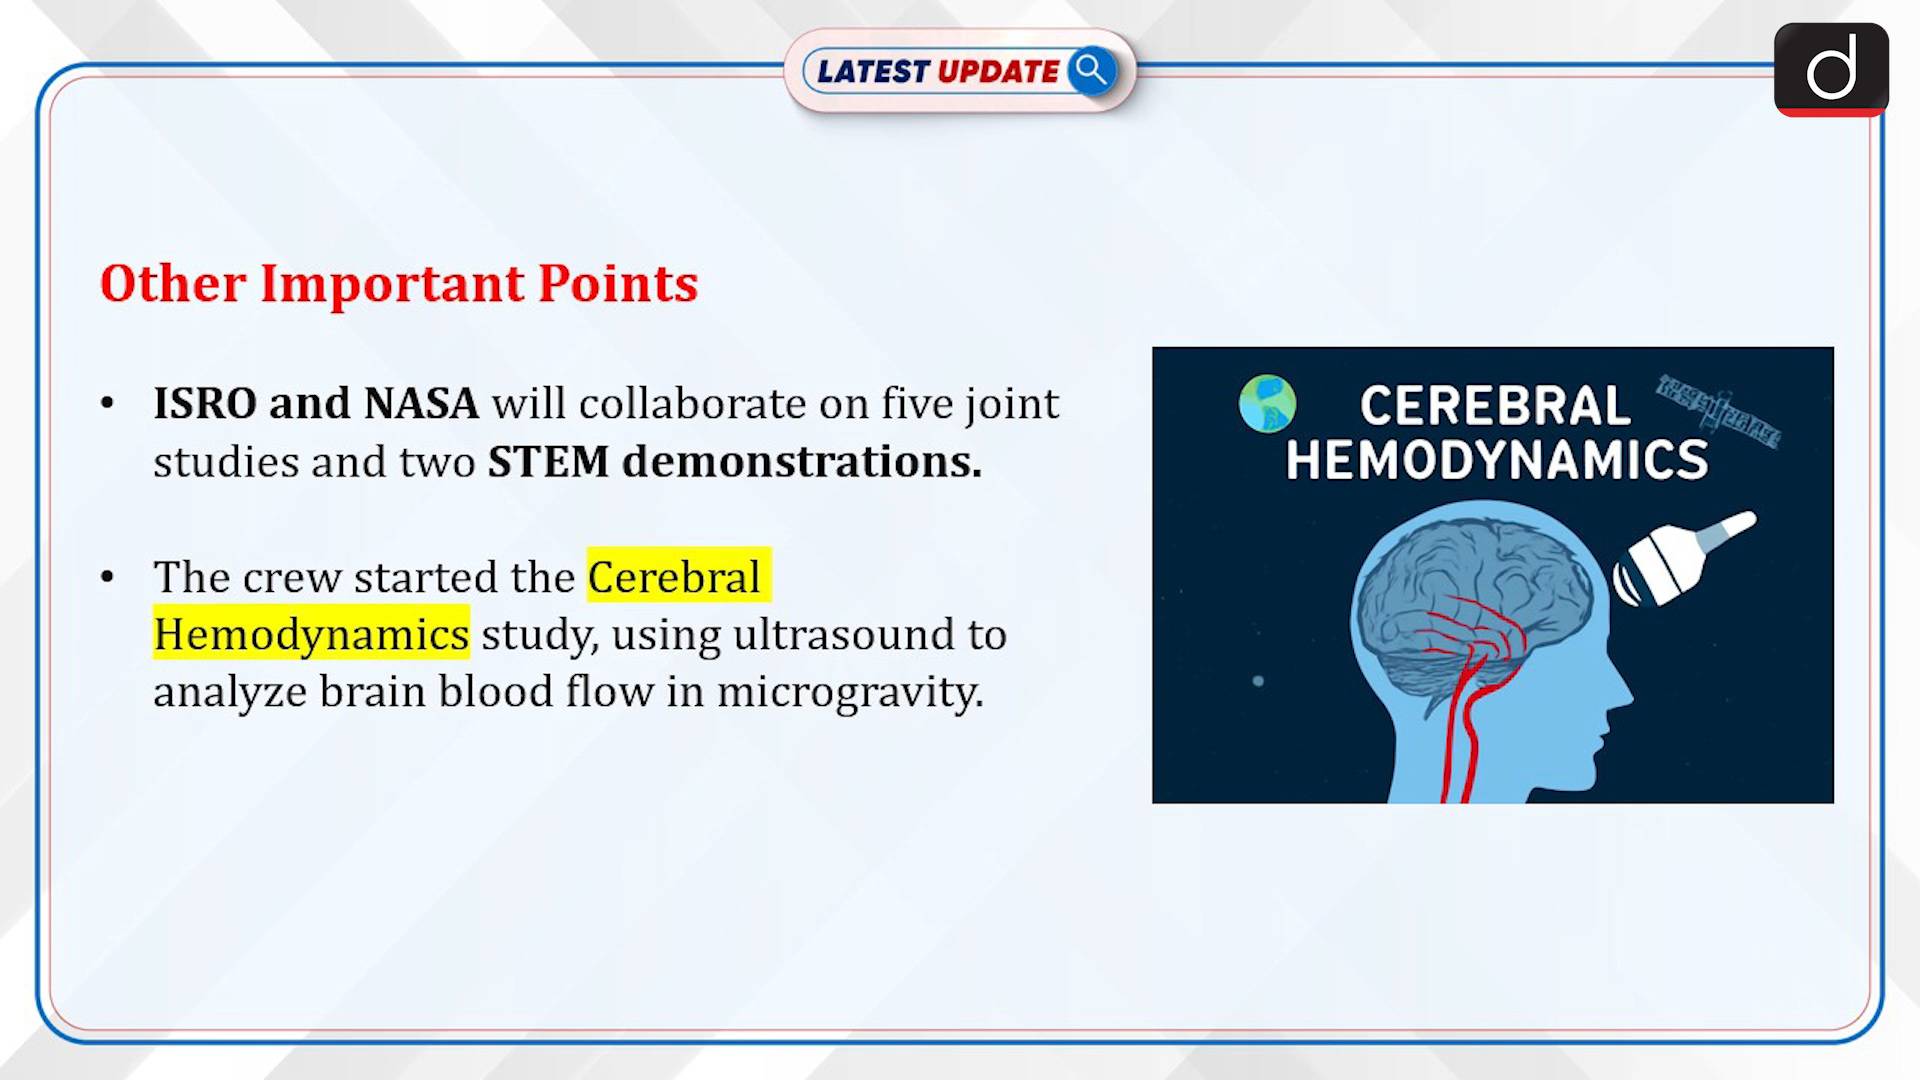 LATEST UPDATE
d
Other Important Points
• ISRO and NASA will collaborate on five joint
studies and two STEM demonstrations.
• The crew started the Cerebral
Hemodynamics study, using ultrasound to
analyze brain blood flow in microgravity.
CEREBRAL
HEMODYNAMICS